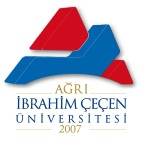 AĞRI
İBRAHİM ÇEÇEN
ÜNİVERSİTESİ
2007